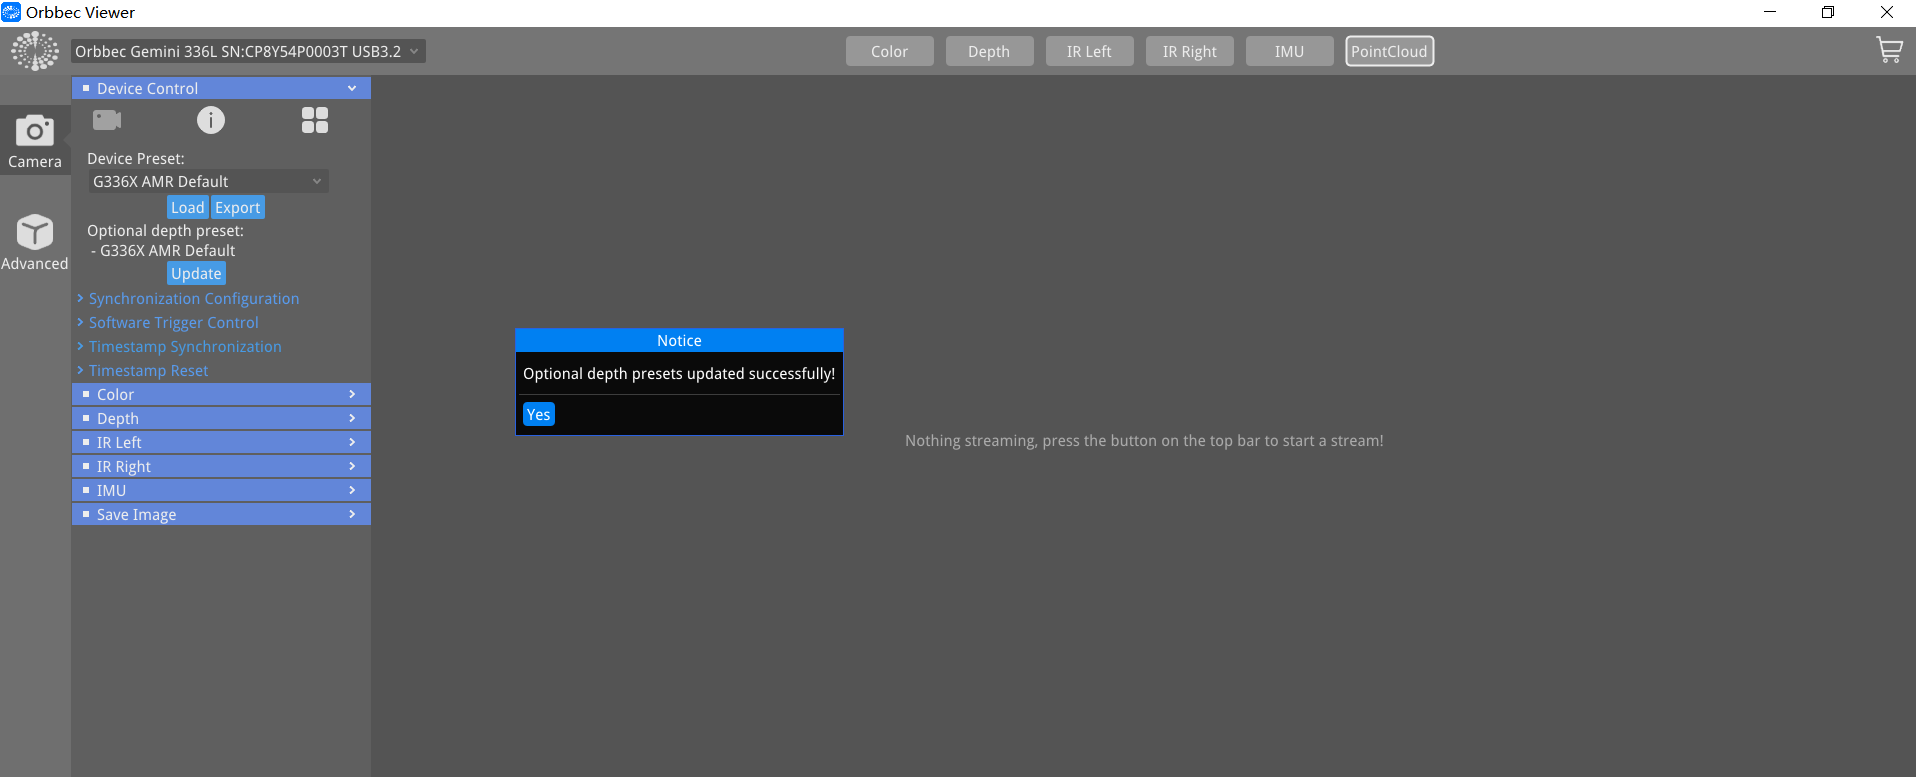 Orbbec Viewer
Orbbec Gemini 336L SN:CP8Y54P0003T USB3.2
Color
Depth
IR Left
IR Right
IMU
PointCloud
Camera
Advanced
Device Control
i
Device Preset:
G336X AMR Default
Load
Export
Optional depth preset:
- G336X AMR Default
Update
Synchronization Configuration
Software Trigger Control
Timestamp Synchronization
Timestamp Reset
Color
Depth
IR Left
IR Right
IMU
Save Image
Notice
Optional depth presets updated successfully!
Yes
Nothing streaming, press the button on the top bar to start a stream!